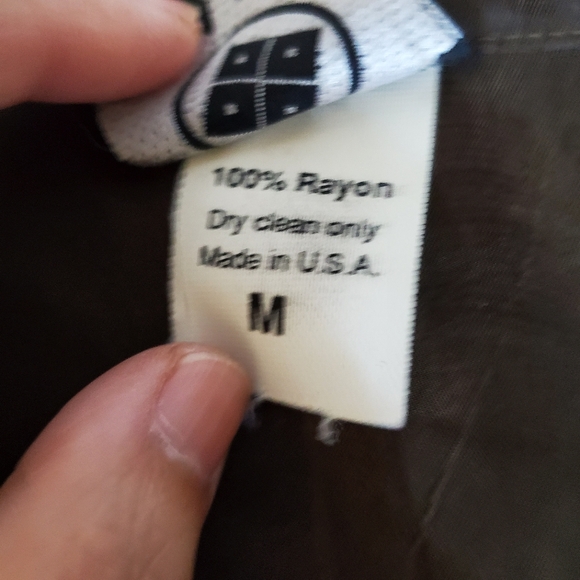 100% Rayon
Dry clean only
Made in U.S.A.
M